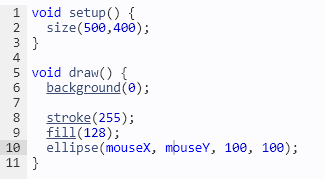 1 void setup() {
2   size(500,400);
3 }
4
5 void draw() {
6   background(0);
7
8   stroke(255);
9   fill(128);
10   ellipse(mouseX, mouseY, 100, 100);
11 }